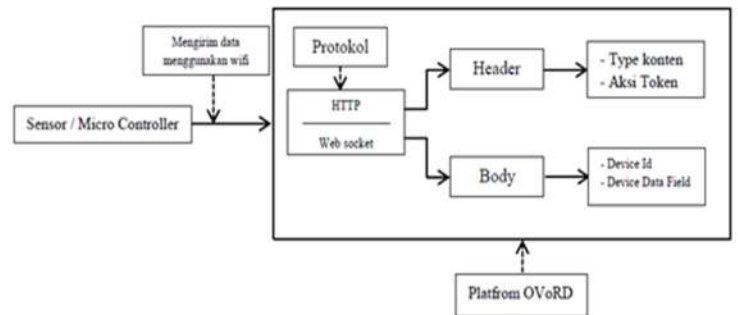 Mengirim data
menggunakan wifi
Sensor / Micro Controller
Protokol
HTTP
Web socket
Header
- Type konten
- Aksi Token
Body
- Device Id
- Device Data Field
Platfrom OVoRD